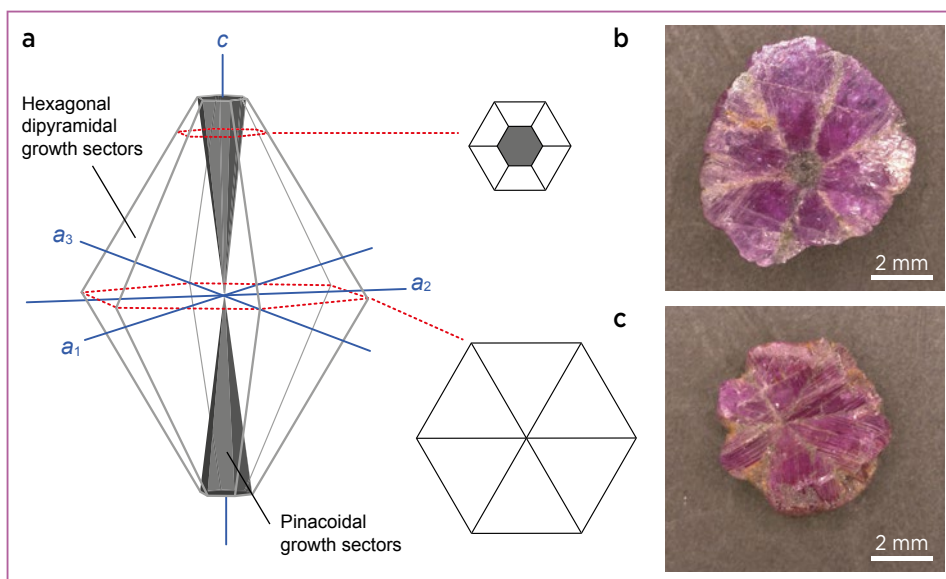 a
c
Hexagonal
dipyramidal
growth sectors
a3
a2
a1
Pinacoidal
growth sectors
b
2 mm
c
2 mm